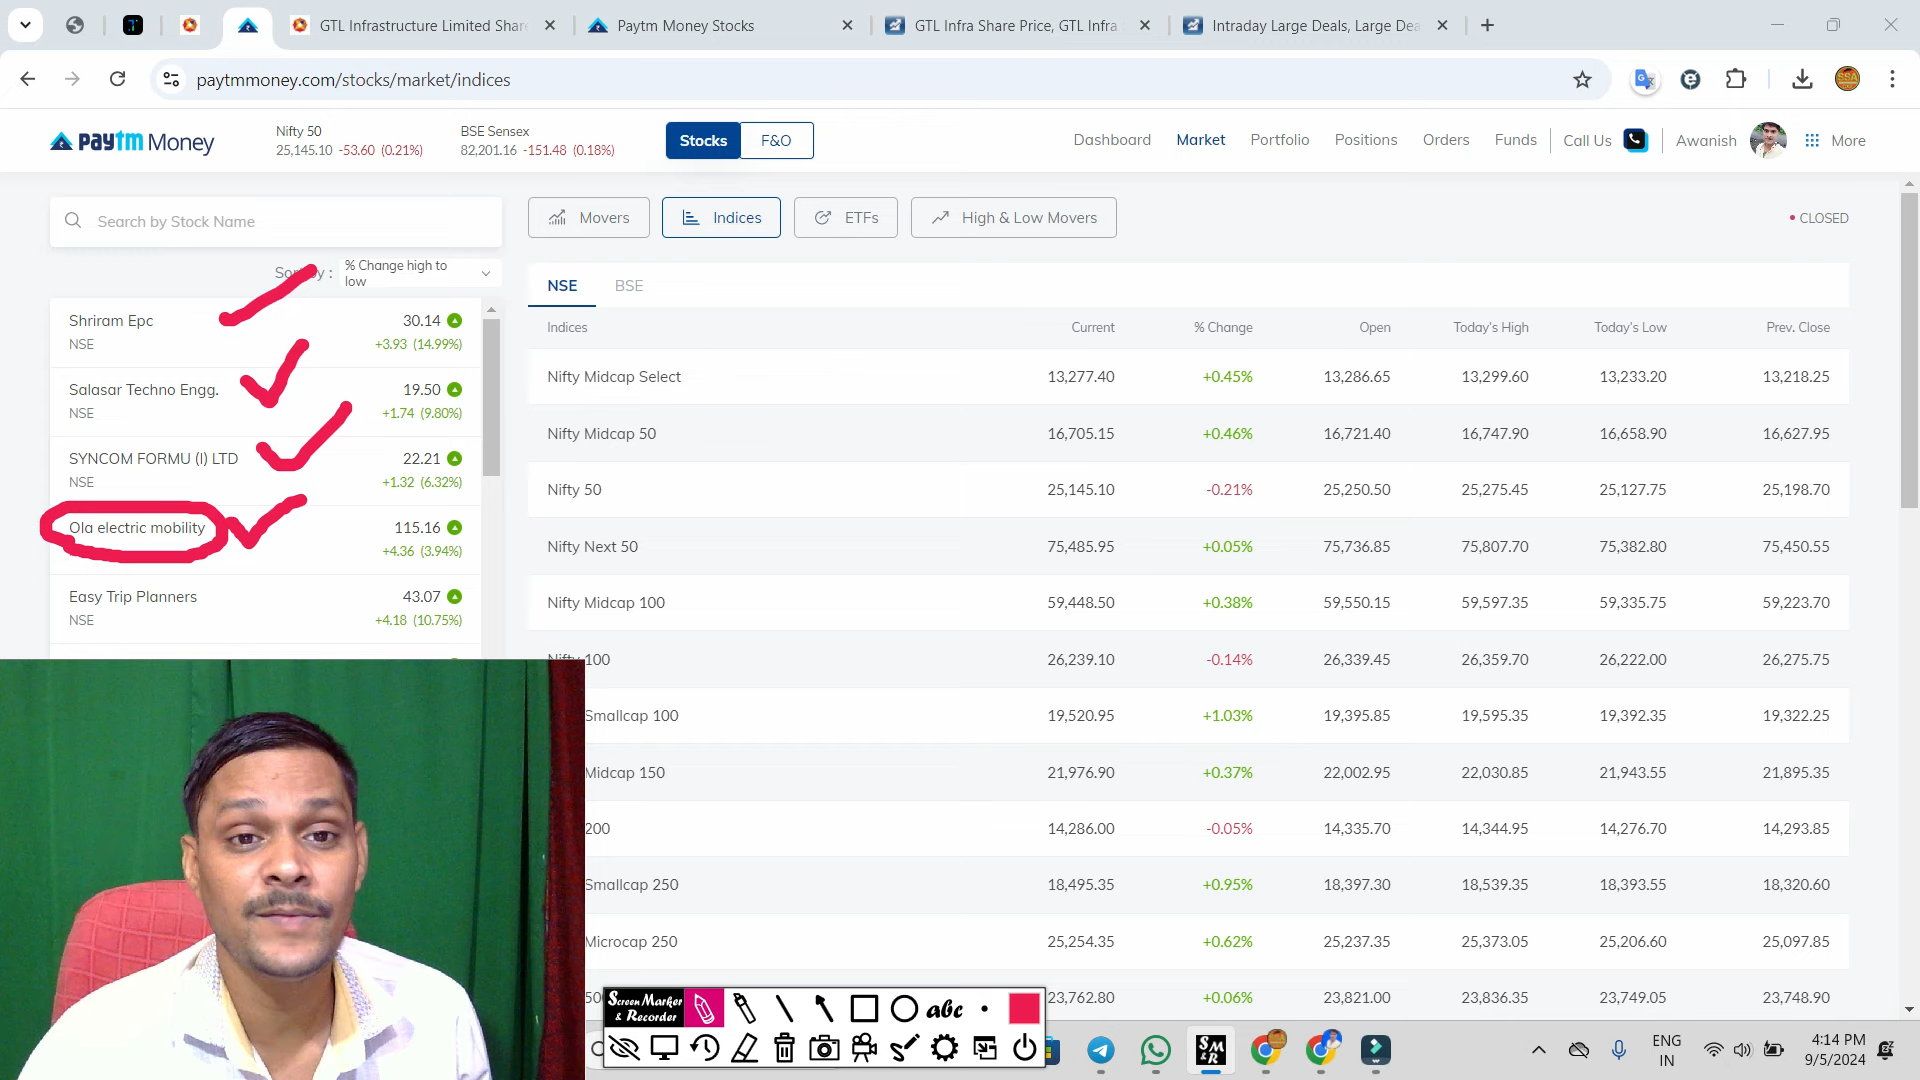 GTL Infrastructure Limited Share
Paytm Money Stocks
GTL Infra Share Price, GTL Infra
Intraday Large Deals, Large Dea
paytmmoney.com/stocks/market/indices
paytm Money
Nifty 50
25,145.10 -53.60 (0.21%)
BSE Sensex
82,201.16 -151.48 (0.18%)
Stocks
F&O
Dashboard
Market
Portfolio
Positions
Orders
Funds
Call Us
Awanish
More
Search by Stock Name
Movers
Indices
ETFs
High & Low Movers
CLOSED
Sort By :
% Change high to
low
NSE
BSE
Shriram Epc 30.14
NSE +3.93 (14.99%)
Salasar Techno Engg. 19.50
NSE +1.74 (9.80%)
SYNCOM FORMU (I) LTD 22.21
NSE +1.32 (6.32%)
Ola electric mobility 115.16
+4.36 (3.94%)
Easy Trip Planners 43.07
NSE +4.18 (10.75%)
Indices Current % Change Open Today's High Today's Low Prev. Close
Nifty Midcap Select 13,277.40 +0.45% 13,286.65 13,299.60 13,233.20 13,218.25
Nifty Midcap 50 16,705.15 +0.46% 16,721.40 16,747.90 16,658.90 16,627.95
Nifty 50 25,145.10 -0.21% 25,250.50 25,275.45 25,127.75 25,198.70
Nifty Next 50 75,485.95 +0.05% 75,736.85 75,807.70 75,382.80 75,450.55
Nifty Midcap 100 59,448.50 +0.38% 59,550.15 59,597.35 59,335.75 59,223.70
Nifty 100 26,239.10 -0.14% 26,339.45 26,359.70 26,222.00 26,275.75
Smallcap 100 19,520.95 +1.03% 19,395.85 19,595.35 19,392.35 19,322.25
Midcap 150 21,976.90 +0.37% 22,002.95 22,030.85 21,943.55 21,895.35
200 14,286.00 -0.05% 14,335.70 14,344.95 14,276.70 14,293.85
Smallcap 250 18,495.35 +0.95% 18,397.30 18,539.35 18,393.55 18,320.60
Microcap 250 25,254.35 +0.62% 25,237.35 25,373.05 25,206.60 25,097.85
50 23,762.80 +0.06% 23,821.00 23,836.35 23,749.05 23,748.90
Screen Marker
& Recorder
abc
SM
&R
ENG
IN
4:14 PM
9/5/2024